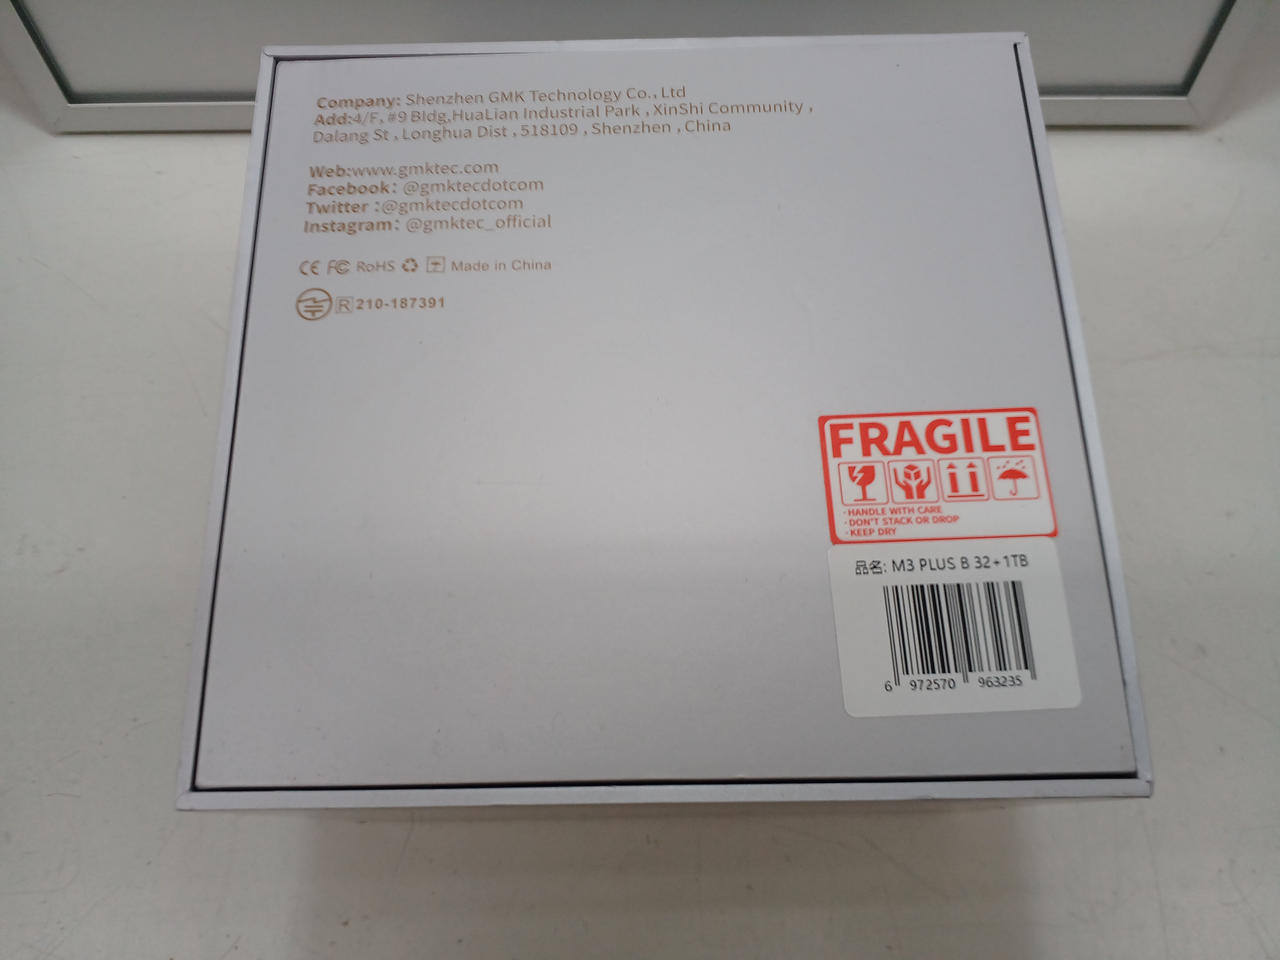 Company: Shenzhen GMK Technology Co., Ltd
Add:4/F, #9 Bldg,HuaLian Industrial Park , XinShi Community ,
Dalang St , Longhua Dist , 518109 , Shenzhen , China
Web:www.gmktec.com
Facebook: @gmktecdotcom
Twitter :@gmktecdotcom
Instagram: @gmktec_official
CE FC RoHS Made in China
R 210-187391
FRAGILE
·HANDLE WITH CARE
·DON'T STACK OR DROP
·KEEP DRY
品名: M3 PLUS B 32+1TB
6 972570 963235